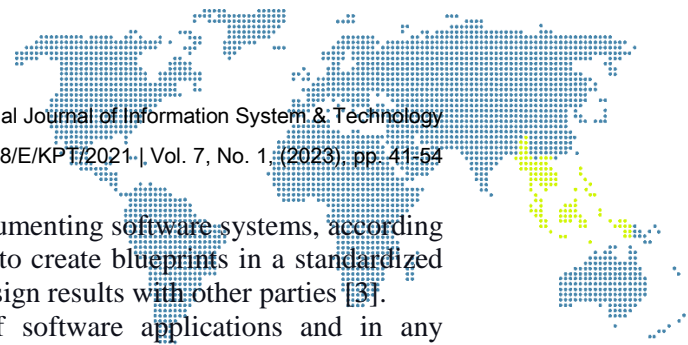 al Journal of Information System & Technology
8/E/KPT/2021 | Vol. 7, No. 1, (2023), pp. 41-54
umenting software systems, according
to create blueprints in a standardized
sign results with other parties [3].
f software applications and in any